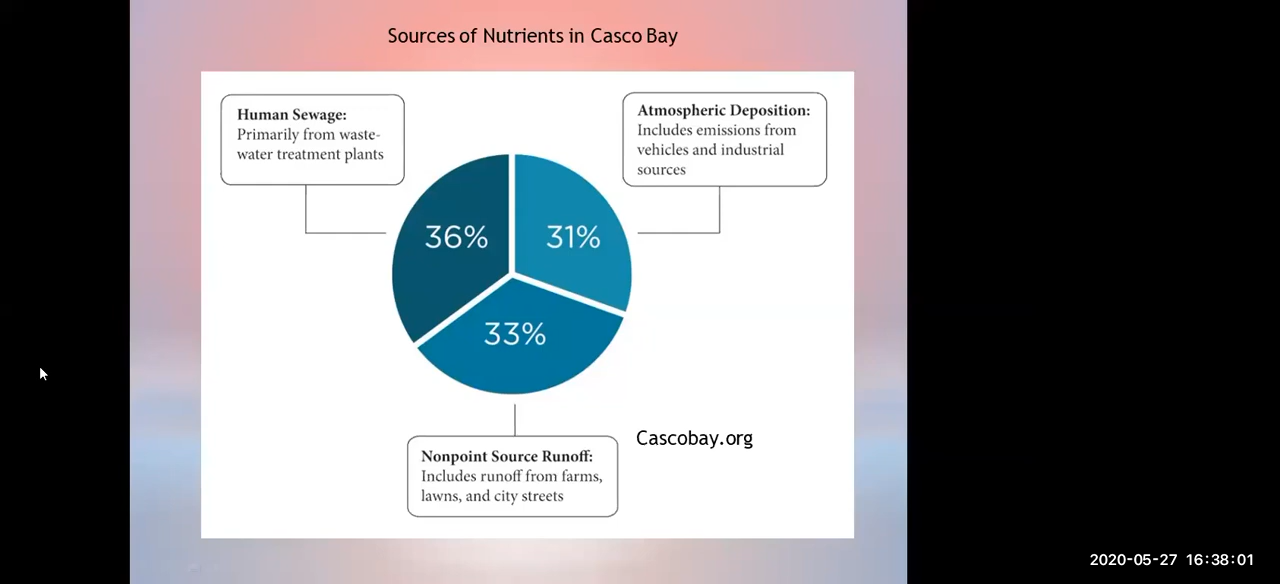 Sources of Nutrients in Casco Bay
Human Sewage:
Primarily from waste-
water treatment plants
Atmospheric Deposition:
Includes emissions from
vehicles and industrial
sources
36%
31%
33%
Cascobay.org
Nonpoint Source Runoff:
Includes runoff from farms,
lawns, and city streets
2020-05-27 16:38:01